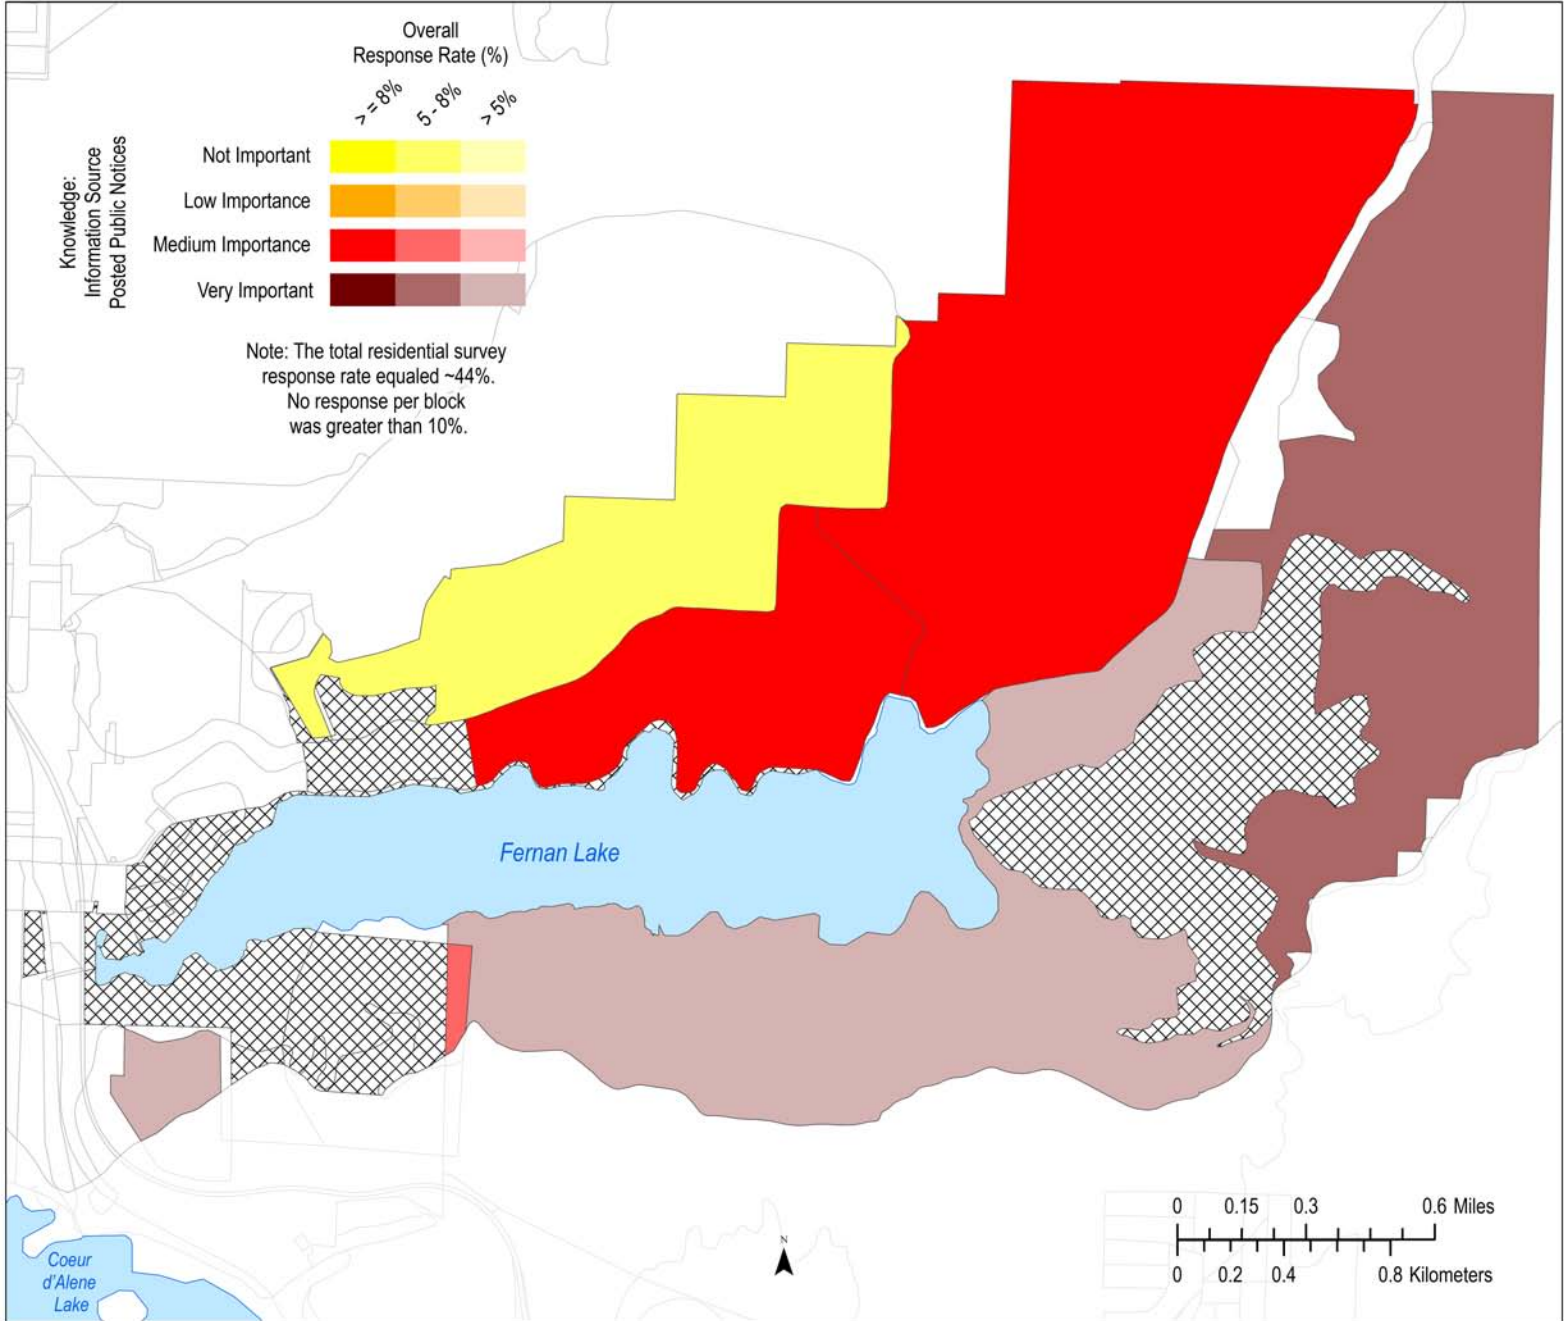 Overall
Response Rate (%)
> = 8%
5 - 8%
> 5%
Knowledge:
Information Source
Posted Public Notices
Not Important
Low Importance
Medium Importance
Very Important
Note: The total residential survey
response rate equaled ~44%.
No response per block
was greater than 10%.
Fernan Lake
Coeur
d'Alene
Lake
N
0 0.15 0.3 0.6 Miles
0 0.2 0.4 0.8 Kilometers